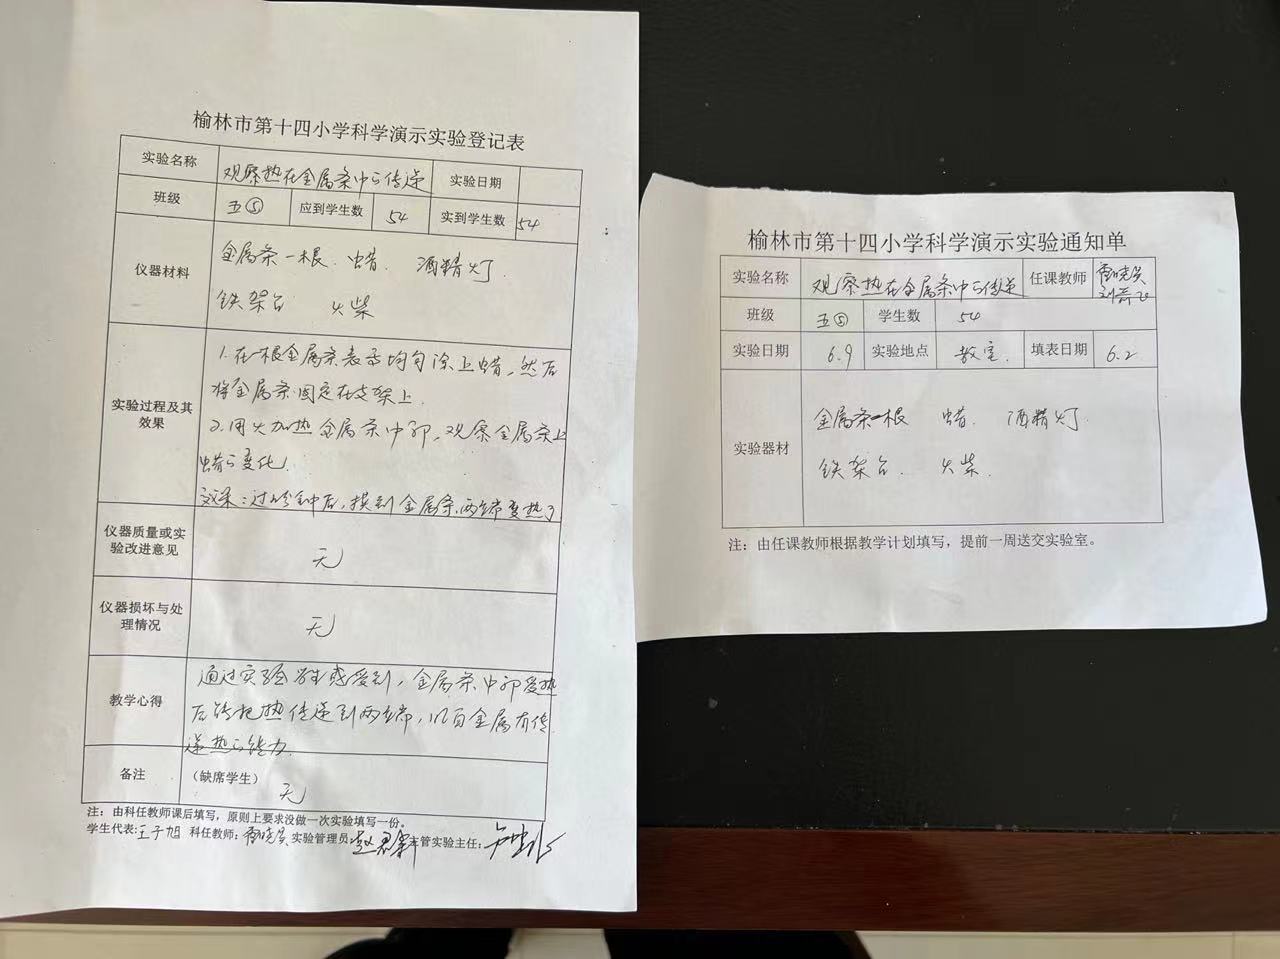 榆林市第十四小学科学演示实验登记表
实验名称 观察热在金属条中的传递 实验日期
班级 五⑤ 应到学生数 54 实到学生数 54
仪器材料
金属条一根. 蜡. 酒精灯.
铁架台 火柴
实验过程及其效果
1.在一根金属条表面均匀涂上蜡,然后
将金属条固定在支架上.
2.用火加热金属条中部,观察金属条上
蜡的变化.
效果:过分钟后,摸到金属条两端变热了
仪器质量或实验改进意见
无
仪器损坏与处理情况
无
教学心得
通过实验学生感受到,金属条中部受热
后能把热传递到两端,以百金属有传
递热的能力.
备注 (缺席学生)
无
注:由科任教师课后填写,原则上要求没做一次实验填写一份。
学生代表:王子旭 科任教师: 实验管理员 主管实验主任:
榆林市第十四小学科学演示实验通知单
实验名称 观察热在金属条中的传递 任课教师
班级 五⑤ 学生数 54
实验日期 6.9 实验地点 教室. 填表日期 6.2
实验器材
金属条一根 蜡. 酒精灯.
铁架台. 火柴.
注:由任课教师根据教学计划填写,提前一周送交实验室。